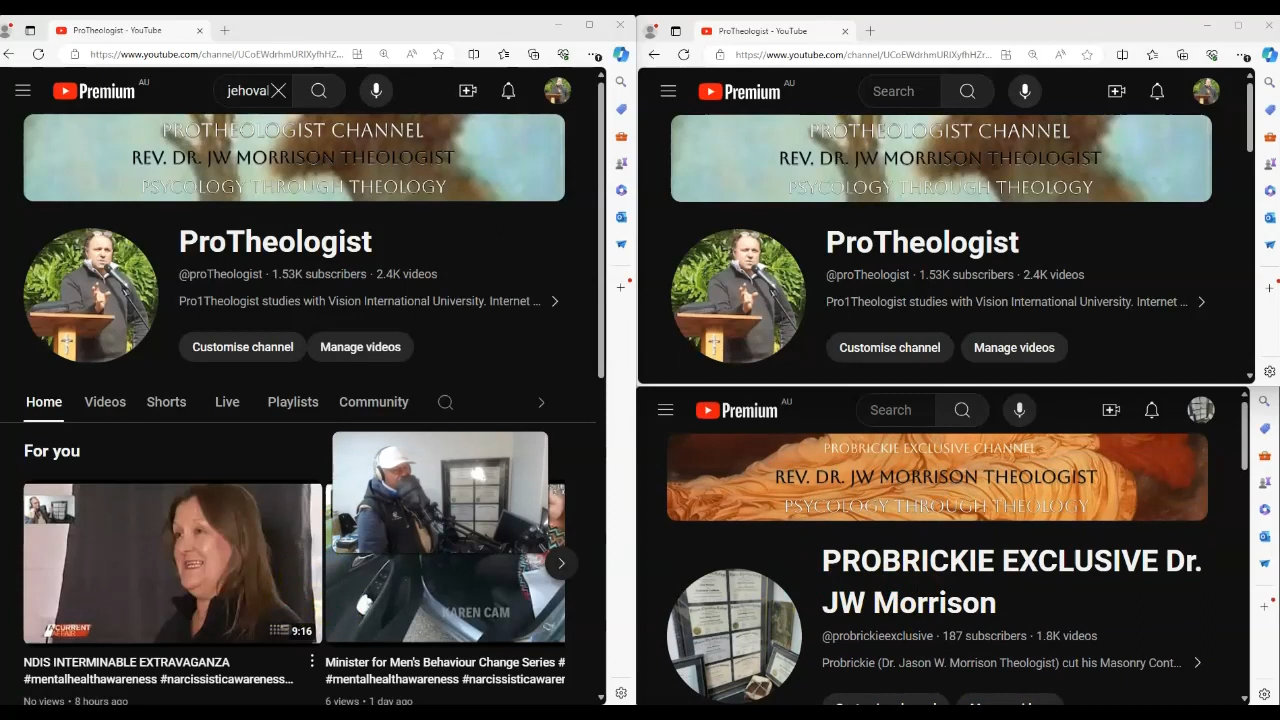 ProTheologist - YouTube
https://www.youtube.com/channel/UCoEWdrhmURIXyfhHZ...
Premium AU
jehoval
PROTHEOLOGIST CHANNEL
REV. DR. JW MORRISON THEOLOGIST
PSYCOLOGY THROUGH THEOLOGY
ProTheologist
@proTheologist · 1.53K subscribers · 2.4K videos
Pro1Theologist studies with Vision International University. Internet ...
Customise channel
Manage videos
Home
Videos
Shorts
Live
Playlists
Community
For you
A CURRENT AFFAIR
9:16
KAREN CAM
NDIS INTERMINABLE EXTRAVAGANZA
#mentalhealthawareness #narcissisticawareness...
No views • 8 hours ago
Minister for Men's Behaviour Change Series #
#mentalhealthawareness #narcissisticawarer
6 views • 1 day ago
ProTheologist - YouTube
https://www.youtube.com/channel/UCoEWdrhmURIXyfhHZr...
Premium AU
Search
PROTHEOLOGIST CHANNEL
REV. DR. JW MORRISON THEOLOGIST
PSYCOLOGY THROUGH THEOLOGY
ProTheologist
@proTheologist · 1.53K subscribers · 2.4K videos
Pro1Theologist studies with Vision International University. Internet ...
Customise channel
Manage videos
Premium AU
Search
PROBRICKIE EXCLUSIVE CHANNEL
REV. DR. JW MORRISON THEOLOGIST
PSYCOLOGY THROUGH THEOLOGY
PROBRICKIE EXCLUSIVE Dr.
JW Morrison
@probrickieexclusive · 187 subscribers · 1.8K videos
Probrickie (Dr. Jason W. Morrison Theologist) cut his Masonry Cont...